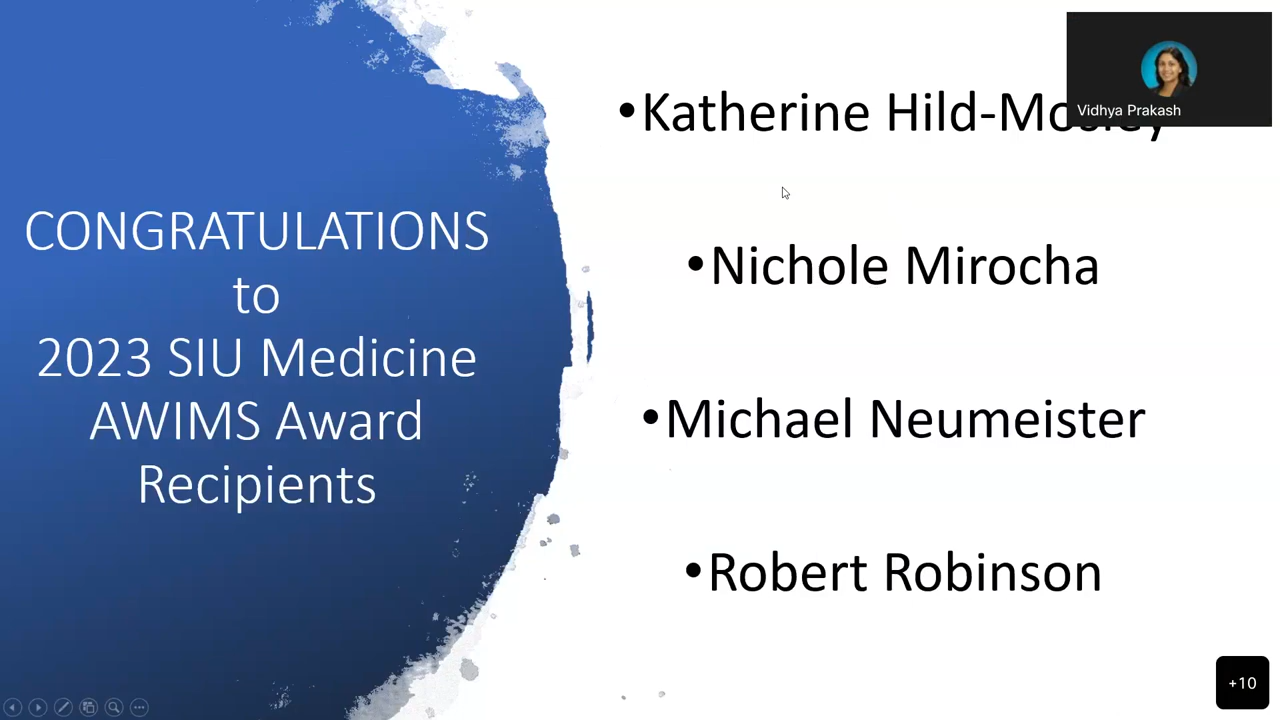 CONGRATULATIONS
to
2023 SIU Medicine
AWIMS Award
Recipients
•Katherine Hild-
•Nichole Mirocha
•Michael Neumeister
•Robert Robinson
Vidhya Prakash
+10